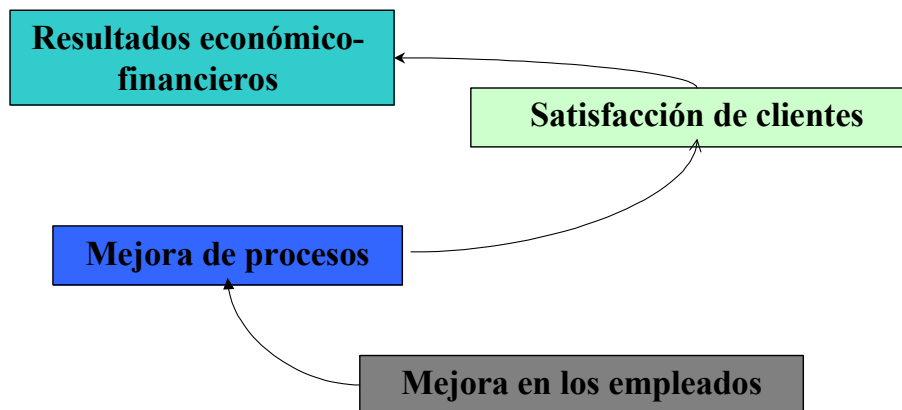 Resultados económico-
financieros
Satisfacción de clientes
Mejora de procesos
Mejora en los empleados